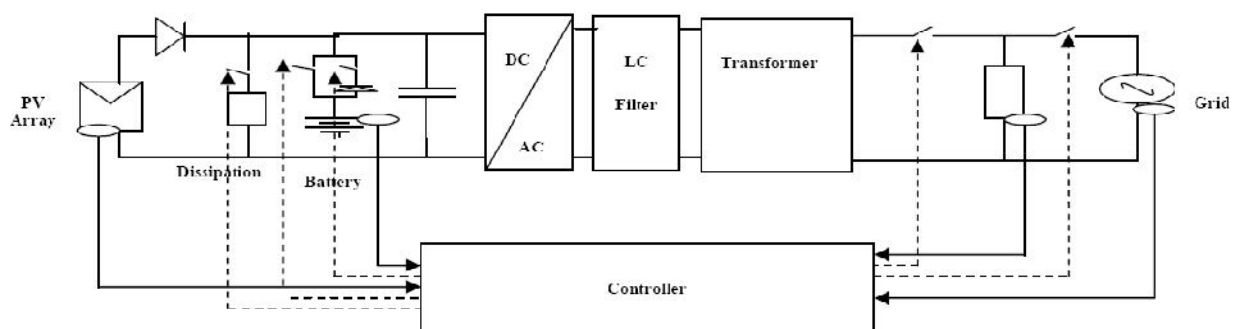 DC
LC
Transformer
PV
Filter
Grid
Array
AC
Dissipation
Battery
Controller